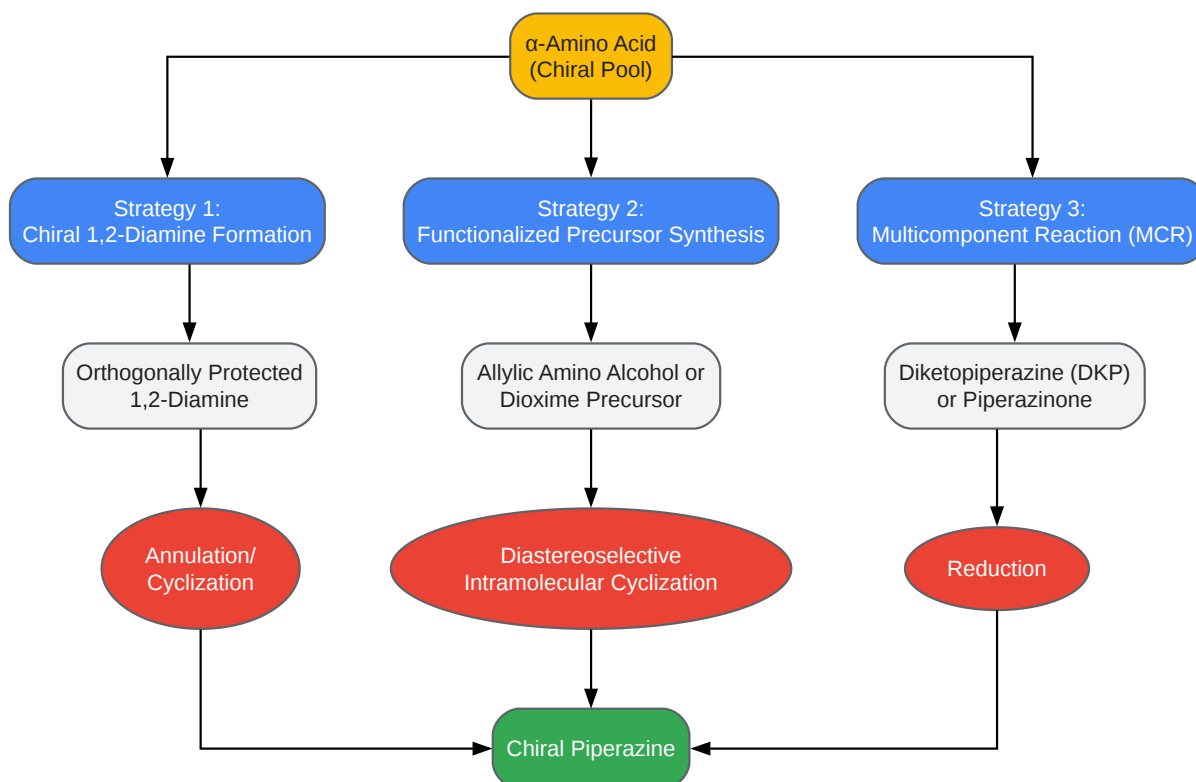 α-Amino Acid
(Chiral Pool)
Strategy 1:
Chiral 1,2-Diamine Formation
Strategy 2:
Functionalized Precursor Synthesis
Strategy 3:
Multicomponent Reaction (MCR)
Orthogonally Protected
1,2-Diamine
Allylic Amino Alcohol or
Dioxime Precursor
Diketopiperazine (DKP)
or Piperazinone
Annulation/
Cyclization
Diastereoselective
Intramolecular Cyclization
Reduction
Chiral Piperazine